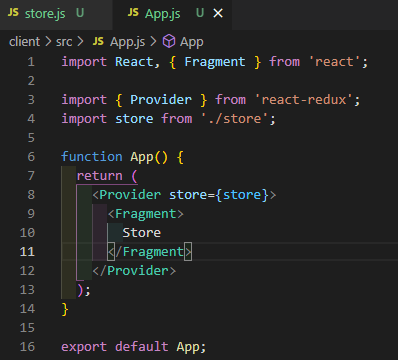 JS store.js U JS App.js U ×
client > src > JS App.js > App
1 import React, { Fragment } from 'react';
2
3 import { Provider } from 'react-redux';
4 import store from './store';
5
6 function App() {
7 return (
8 <Provider store={store}>
9 <Fragment>
10 Store
11 </Fragment>
12 </Provider>
13 );
14 }
15
16 export default App;